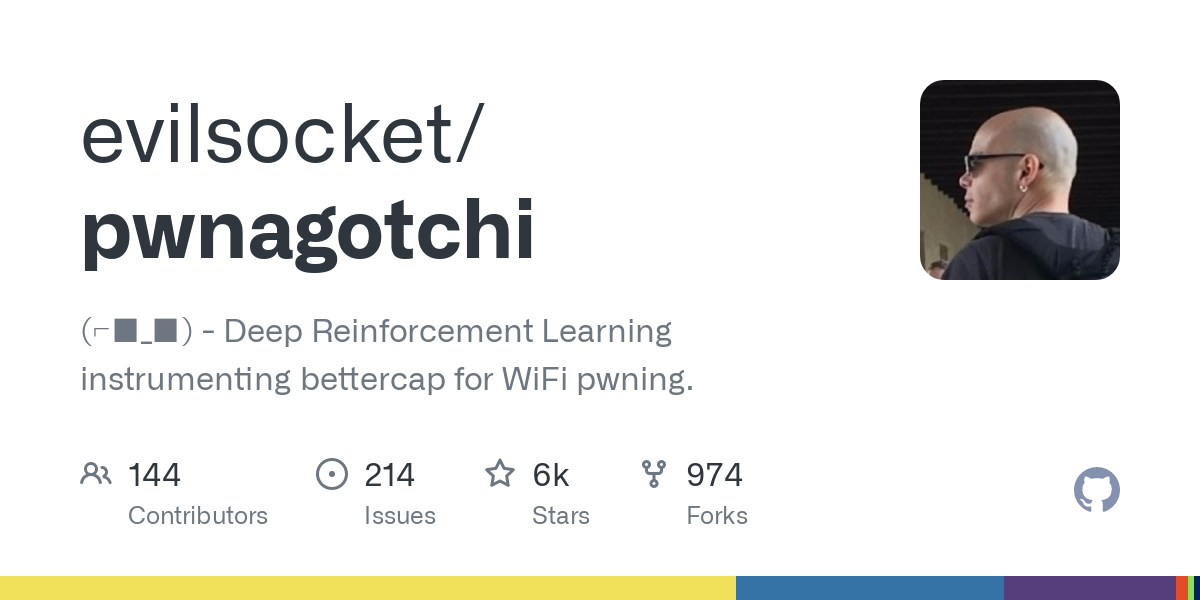 evilsocket/
pwnagotchi
(⌐■_■) - Deep Reinforcement Learning
instrumenting bettercap for WiFi pwning.
144
Contributors
214
Issues
6k
Stars
974
Forks